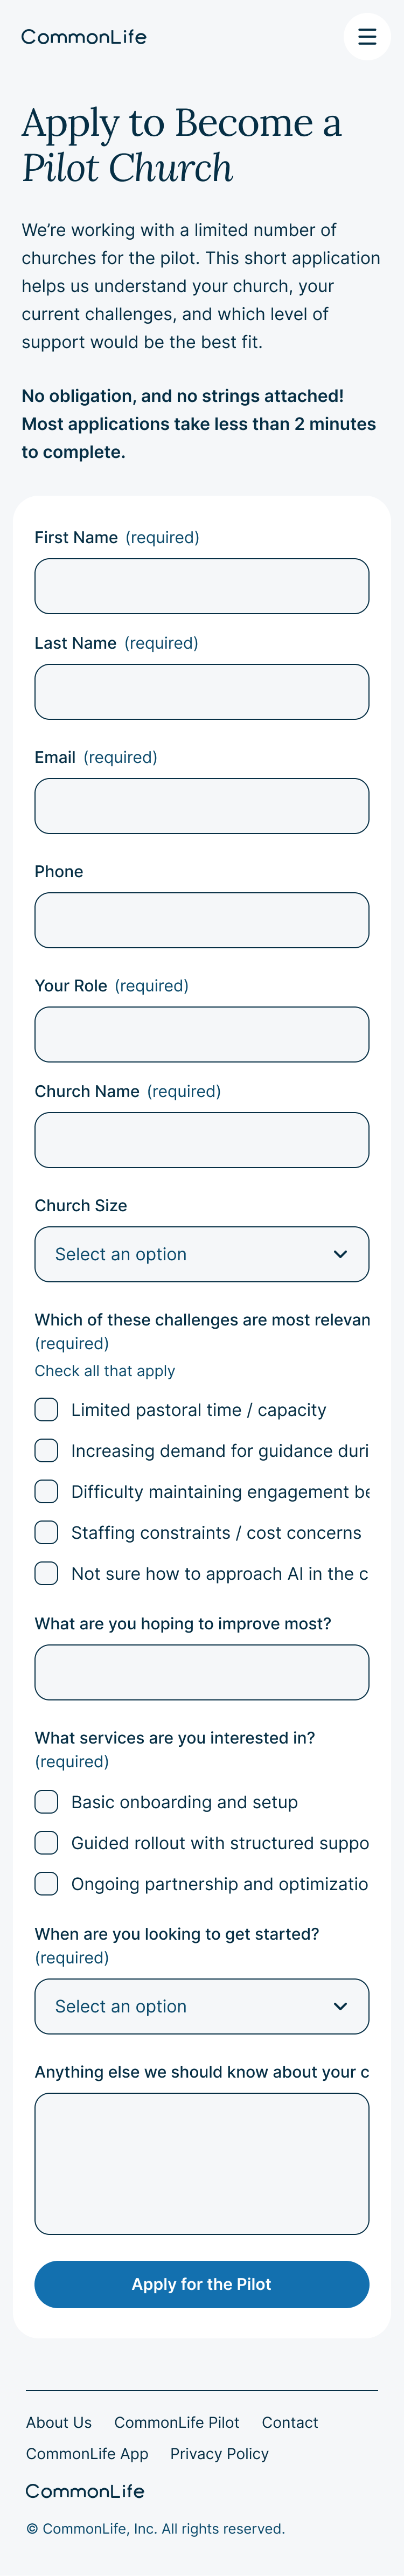 CommonLife
Apply to Become a
Pilot Church
We’re working with a limited number of
churches for the pilot. This short application
helps us understand your church, your
current challenges, and which level of
support would be the best fit.
No obligation, and no strings attached!
Most applications take less than 2 minutes
to complete.
First Name (required)
Last Name (required)
Email (required)
Phone
Your Role (required)
Church Name (required)
Church Size
Select an option
Which of these challenges are most relevan
(required)
Check all that apply
Limited pastoral time / capacity
Increasing demand for guidance duri
Difficulty maintaining engagement be
Staffing constraints / cost concerns
Not sure how to approach AI in the c
What are you hoping to improve most?
What services are you interested in?
(required)
Basic onboarding and setup
Guided rollout with structured suppo
Ongoing partnership and optimizatio
When are you looking to get started?
(required)
Select an option
Anything else we should know about your c
Apply for the Pilot
About Us CommonLife Pilot Contact
CommonLife App Privacy Policy
CommonLife
© CommonLife, Inc. All rights reserved.